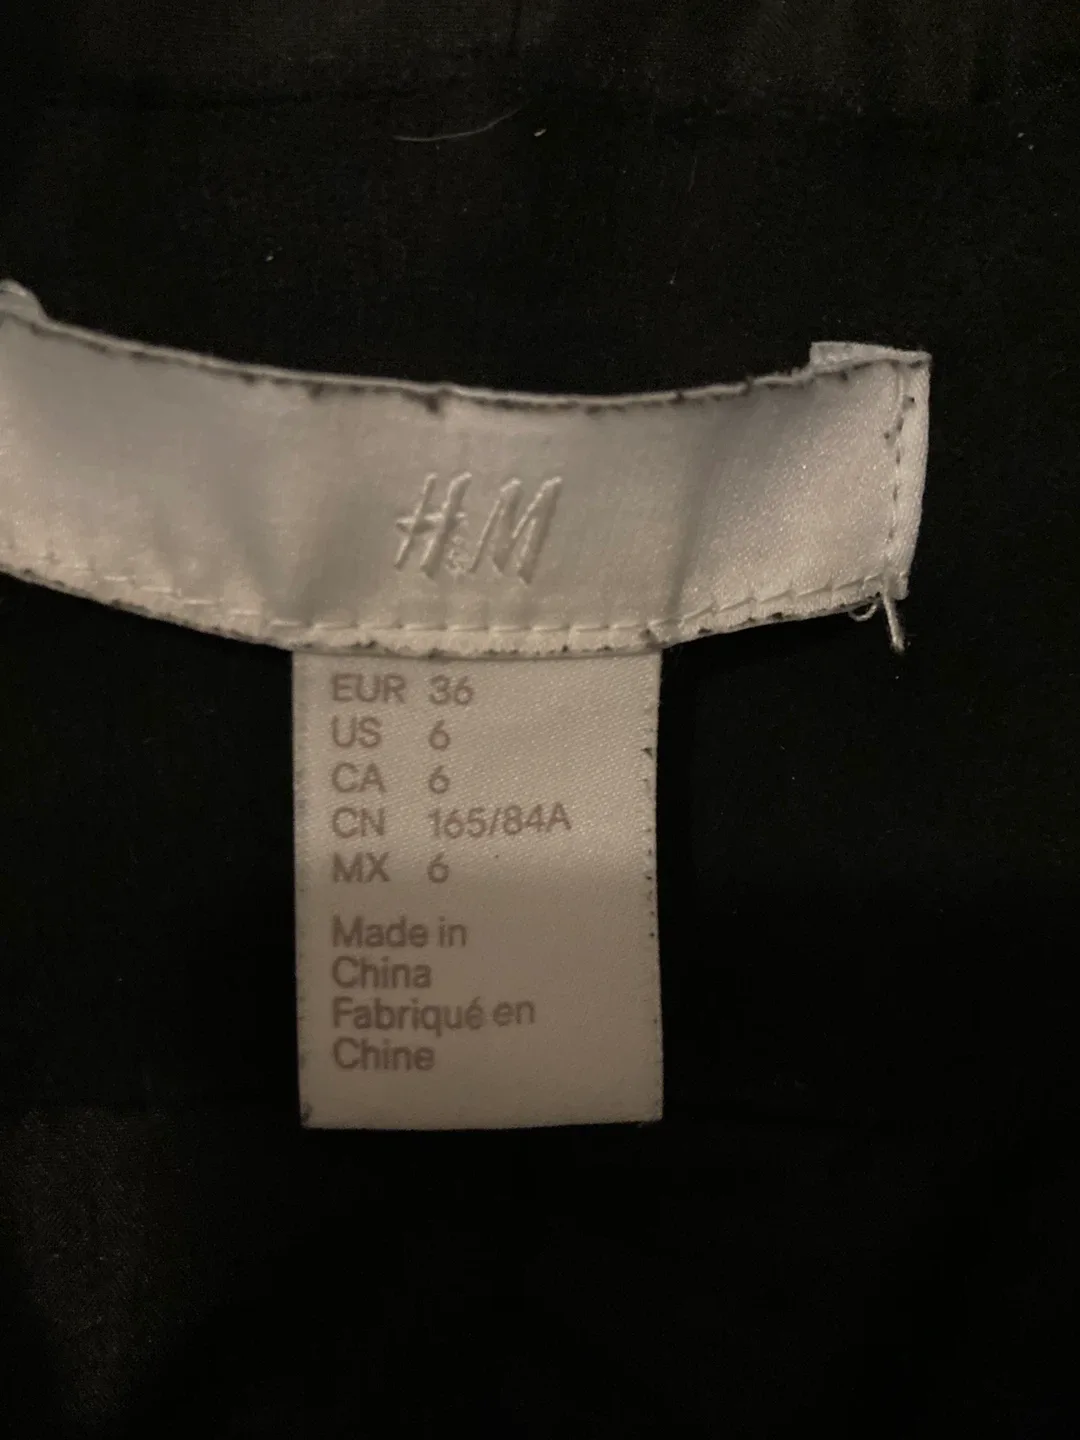 H&M
EUR 36
US 6
CA 6
CN 165/84A
MX 6
Made in
China
Fabriqué en
Chine